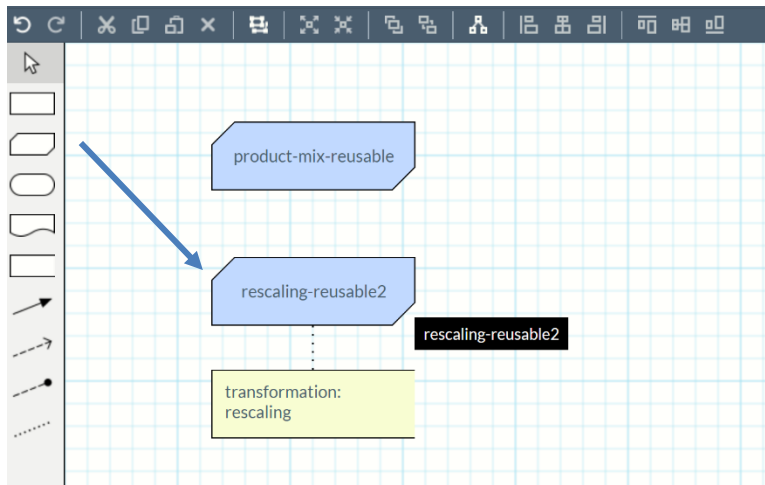 product-mix-reusable
rescaling-reusable2
rescaling-reusable2
transformation:
rescaling